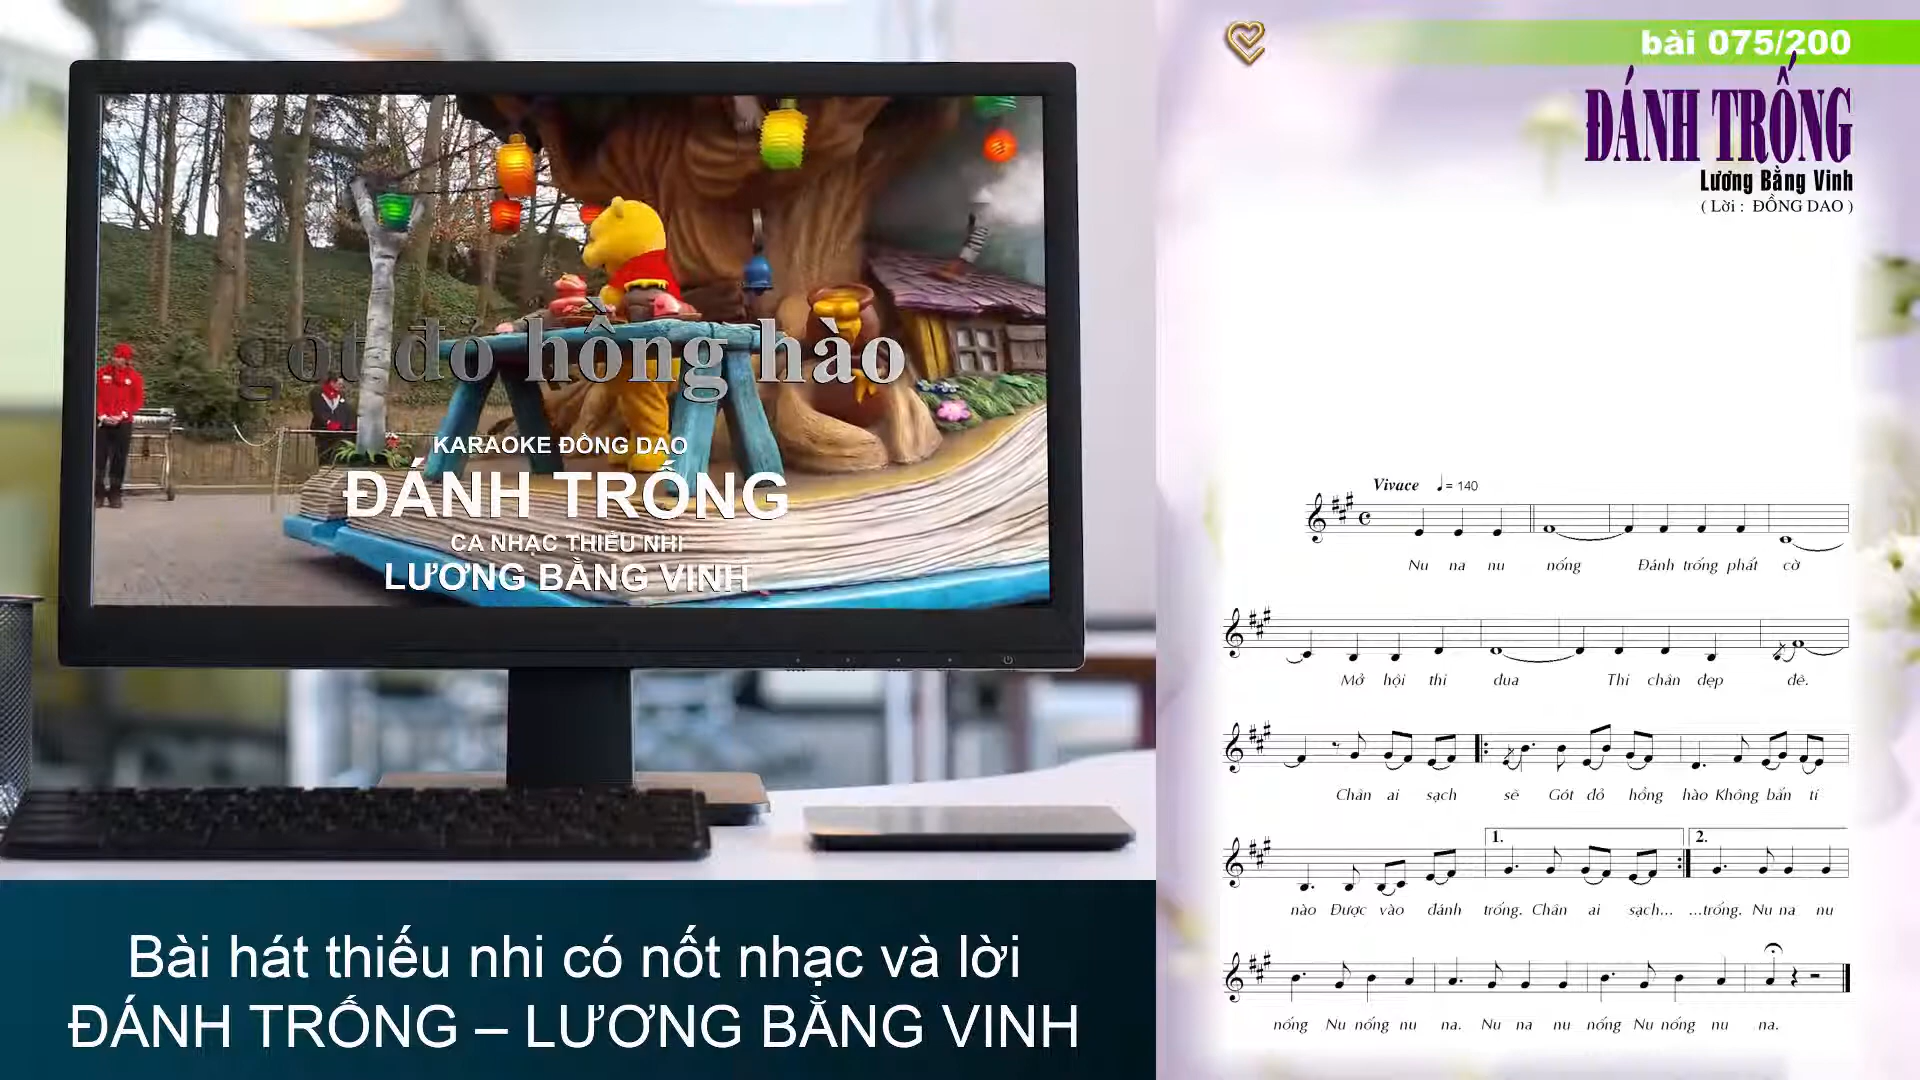 gót đỏ hồng hào
KARAOKE ĐỒNG DAO
ĐÁNH TRỐNG
CA NHẠC THIẾU NHI
LƯƠNG BẰNG VINH
Bài hát thiếu nhi có nốt nhạc và lời
ĐÁNH TRỐNG – LƯƠNG BẰNG VINH
bài 075/200
ĐÁNH TRỐNG
Lương Bằng Vinh
( Lời : ĐỒNG DAO )
Vivace ♩= 140
Nu na nu nống Đánh trống phất cờ
Mở hội thi đua Thi chân đẹp đẽ.
Chân ai sạch sẽ Gót đỏ hồng hào Không bẩn tí
1. 2.
nào Được vào đánh trống. Chân ai sạch... ...trống. Nu na nu
nống Nu nống nu na. Nu na nu nống Nu nống nu na.